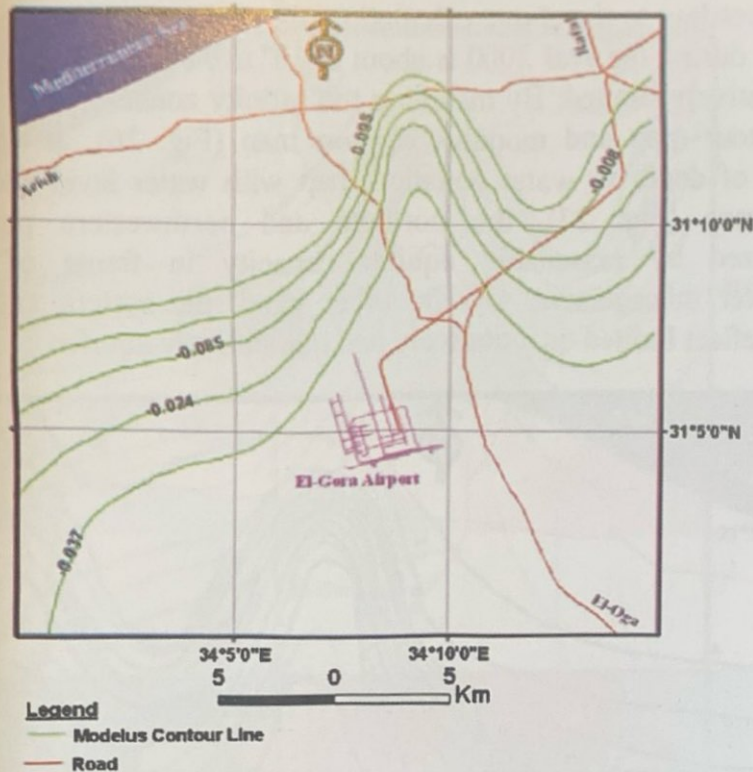 Mediterranean Sea
N
Rafah
Arish
0.098
-0.008
31°10'0"N
-0.085
-0.024
31°5'0"N
El-Gora Airport
-0.037
El-Oga
34°5'0"E
34°10'0"E
5 0 5
Km
Legend
Modelus Contour Line
Road